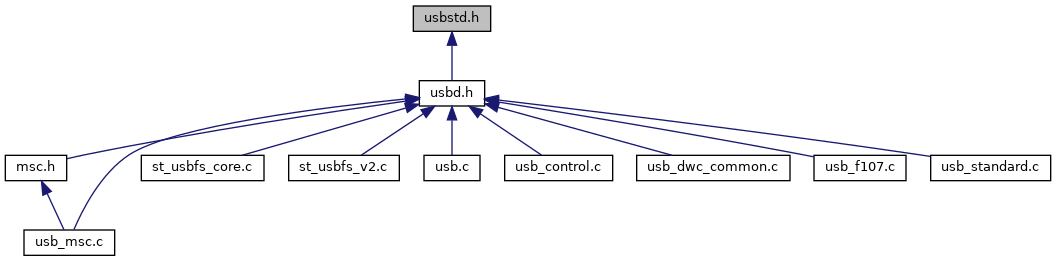 usbstd.h
usbd.h
msc.h
st_usbfs_core.c
st_usbfs_v2.c
usb.c
usb_control.c
usb_dwc_common.c
usb_f107.c
usb_standard.c
usb_msc.c